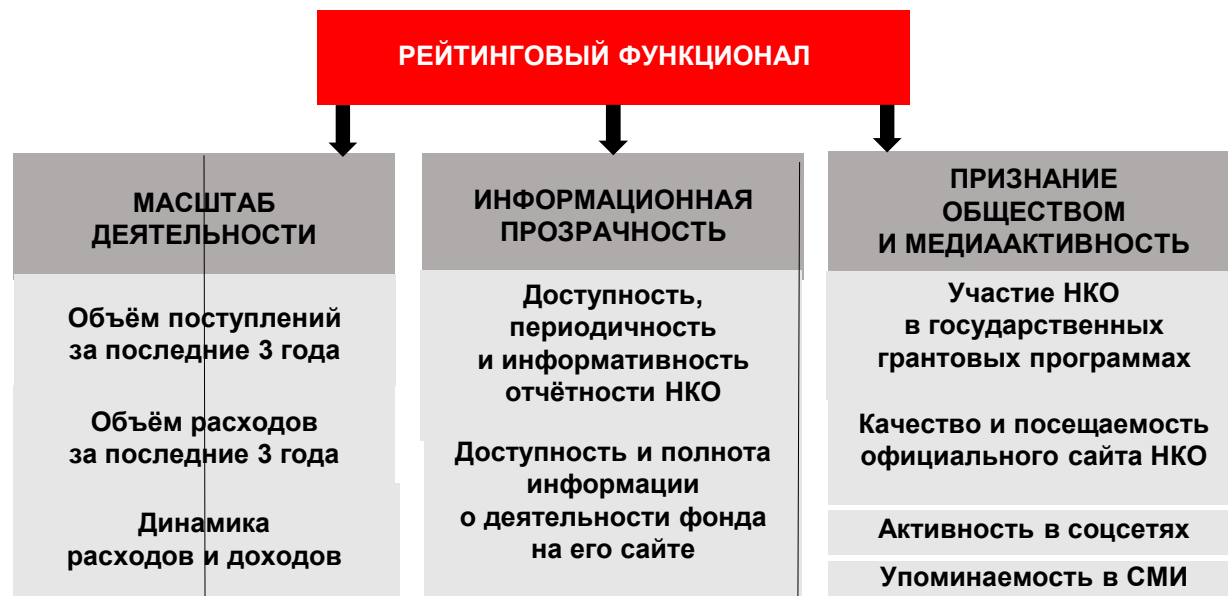 РЕЙТИНГОВЫЙ ФУНКЦИОНАЛ
МАСШТАБ
ДЕЯТЕЛЬНОСТИ
Объём поступлений
за последние 3 года
Объём расходов
за последние 3 года
Динамика
расходов и доходов
ИНФОРМАЦИОННАЯ
ПРОЗРАЧНОСТЬ
Доступность,
периодичность
и информативность
отчётности НКО
Доступность и полнота
информации
о деятельности фонда
на его сайте
ПРИЗНАНИЕ
ОБЩЕСТВОМ
И МЕДИААКТИВНОСТЬ
Участие НКО
в государственных
грантовых программах
Качество и посещаемость
официального сайта НКО
Активность в соцсетях
Упоминаемость в СМИ